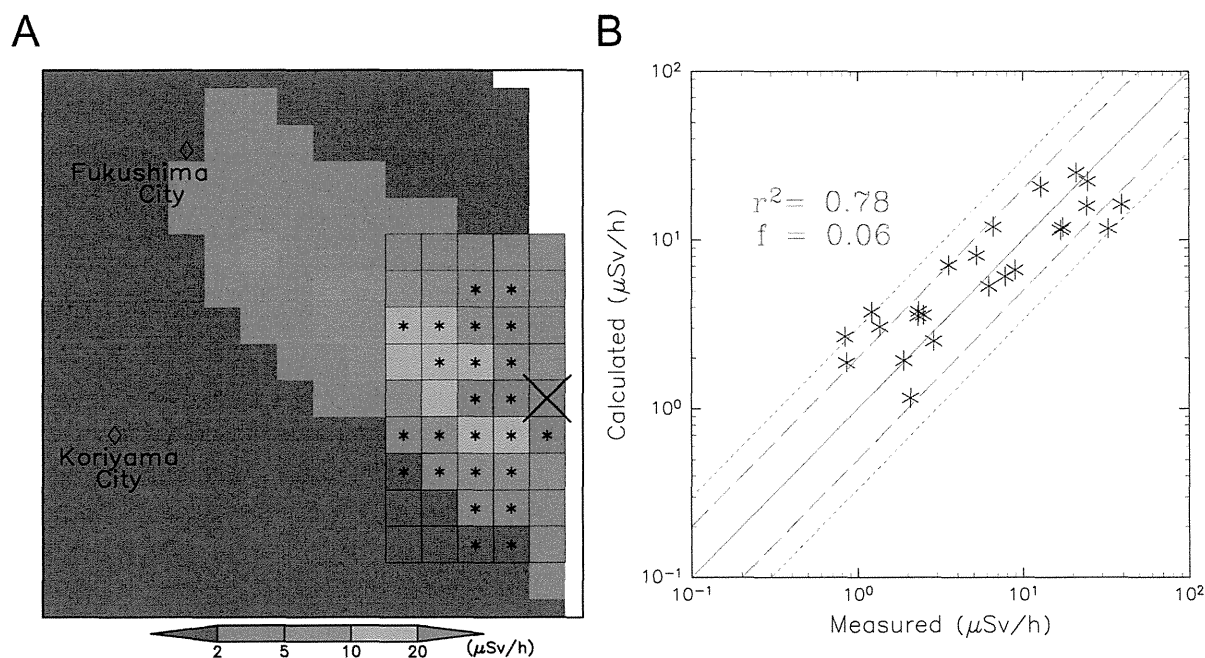 A
B
Fukushima
City
Koriyama
City
2 5 10 20 (μSv/h)
10² 
10¹
10⁰
10⁻¹
Calculated (μSv/h)
r²= 0.78
f = 0.06
10⁻¹ 10⁰ 10¹ 10²
Measured (μSv/h)